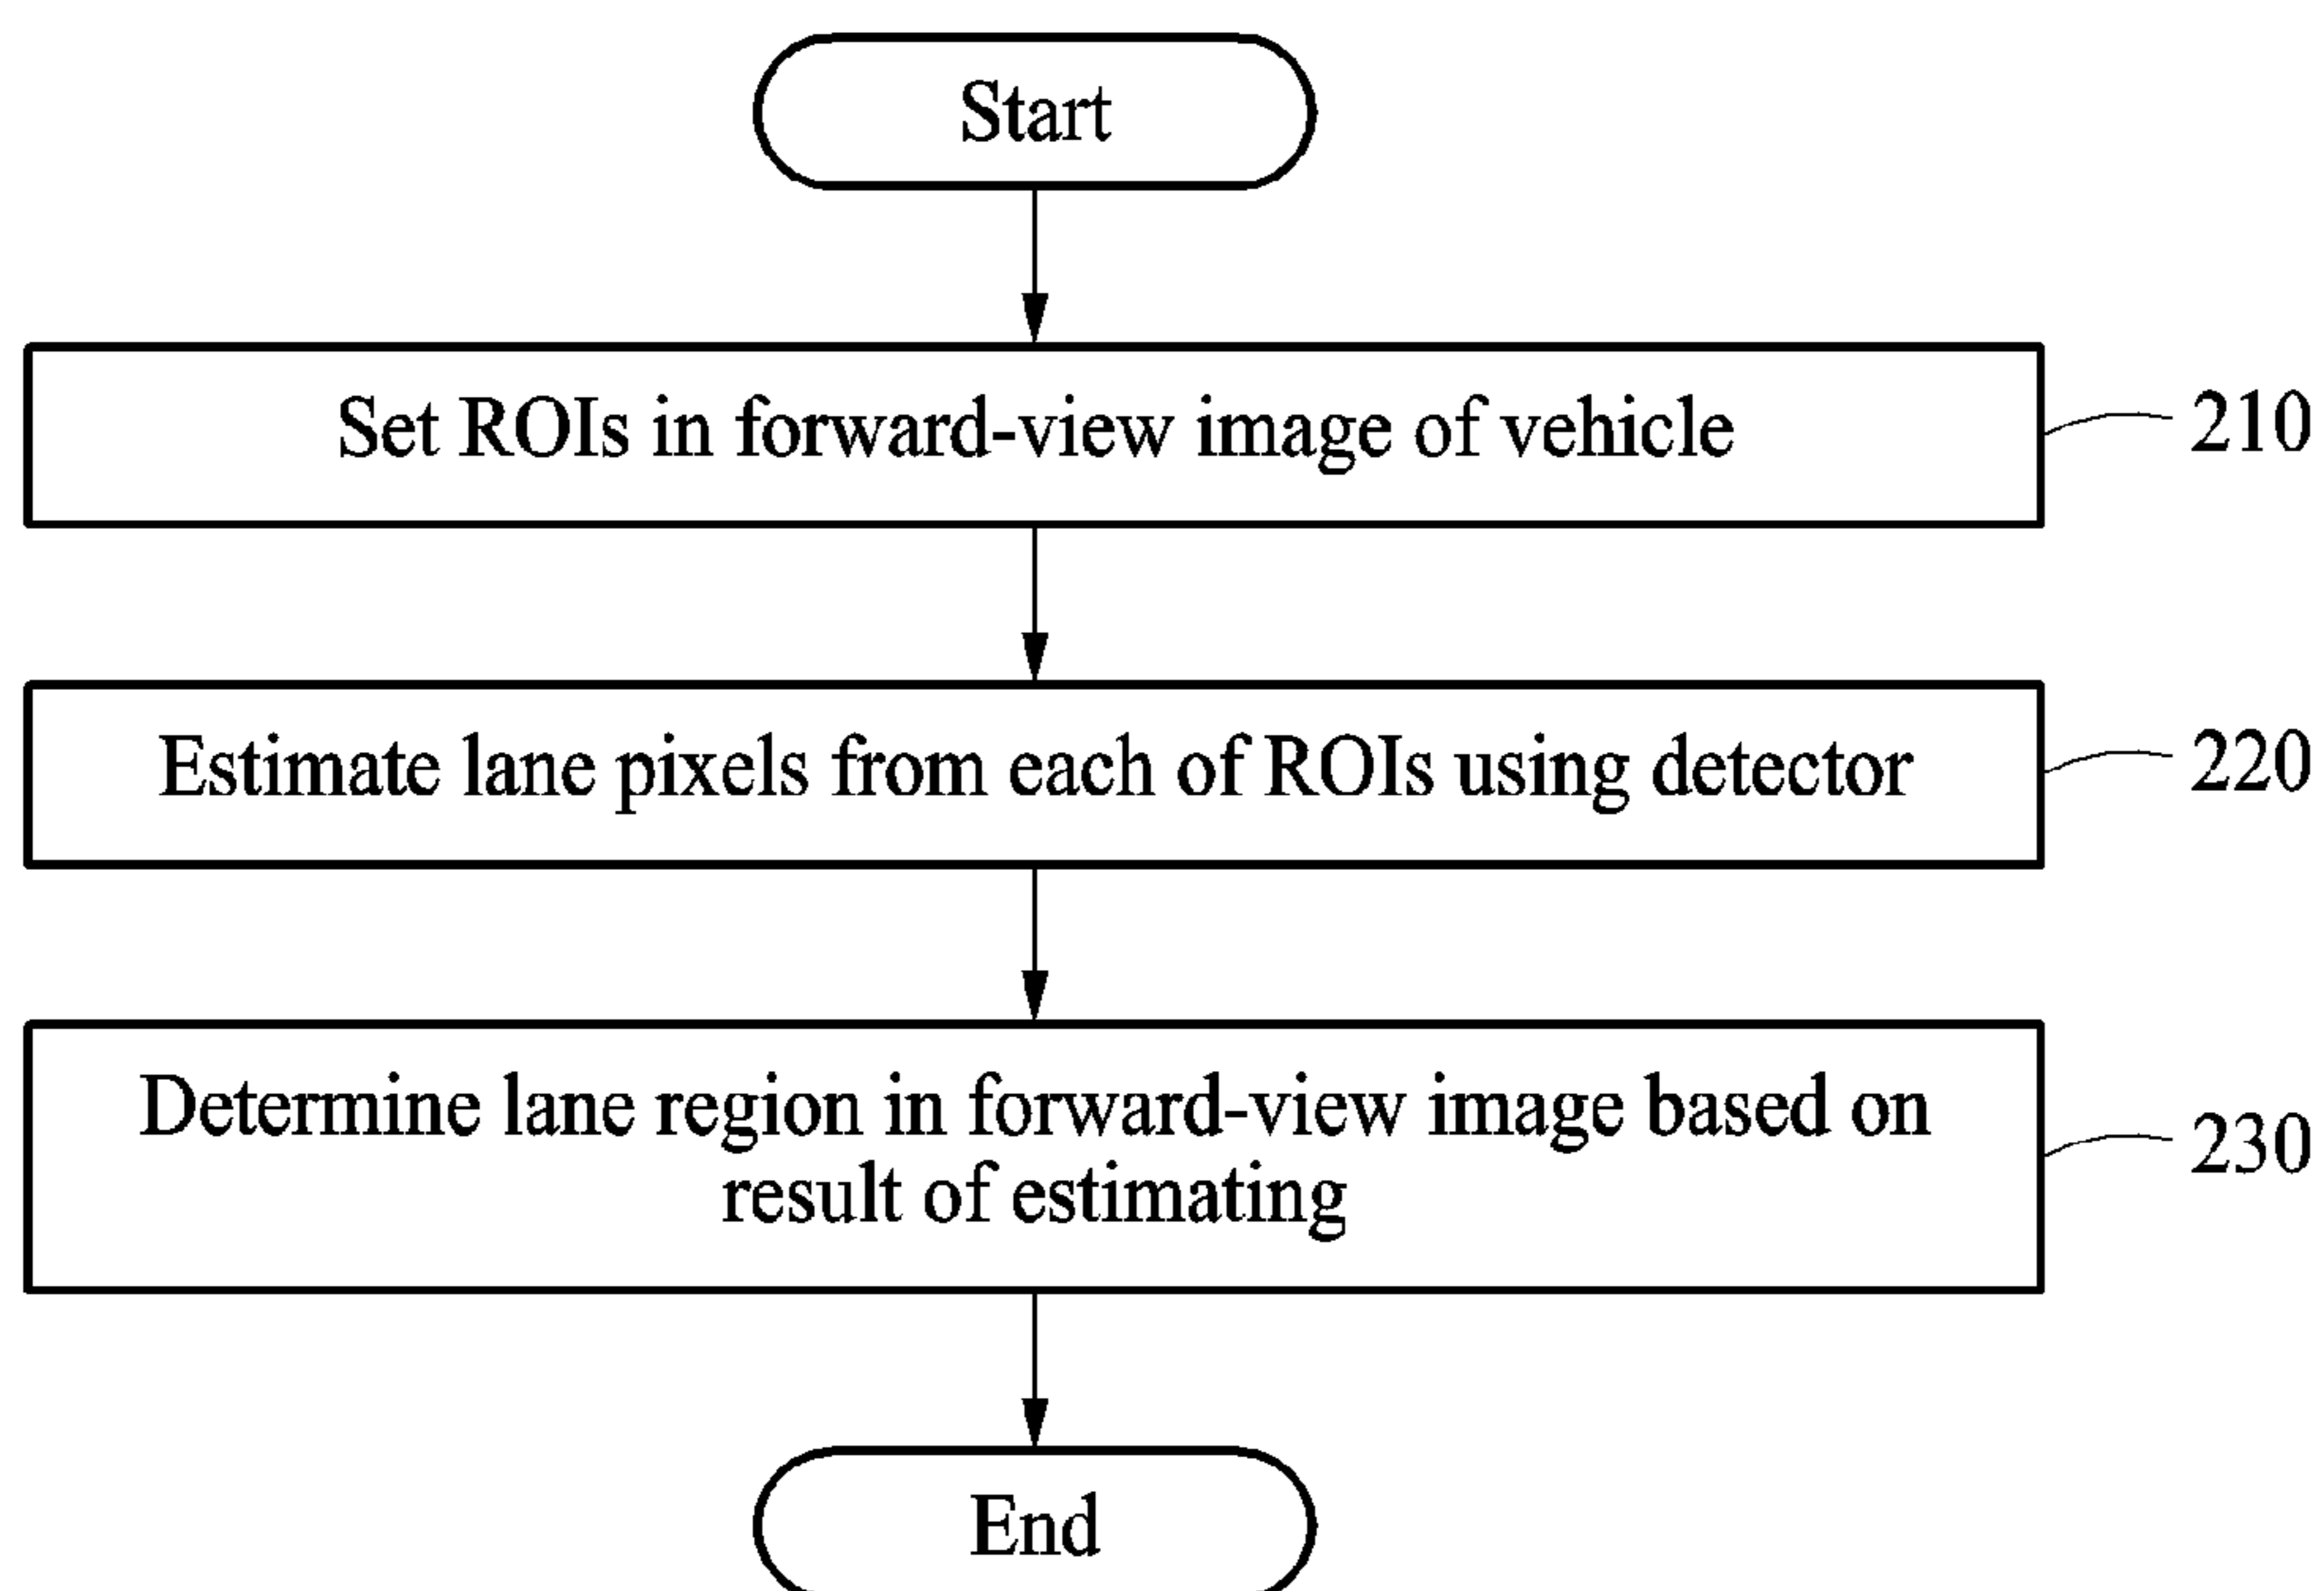 Start
Set ROIs in forward-view image of vehicle
210
Estimate lane pixels from each of ROIs using detector
220
Determine lane region in forward-view image based on
result of estimating
230
End